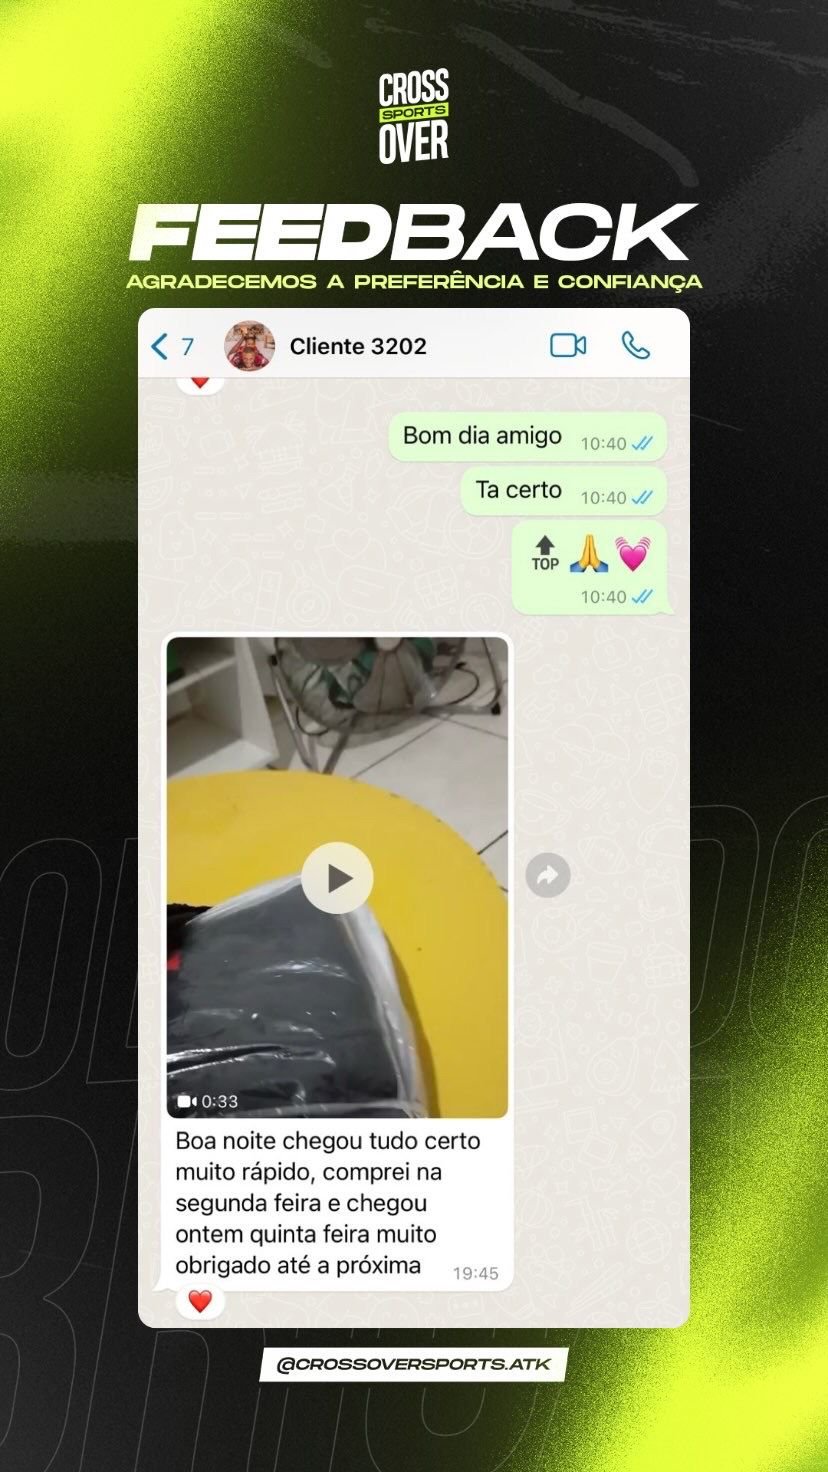 CROSS
SPORTS
OVER
FEEDBACK
AGRADECEMOS A PREFERÊNCIA E CONFIANÇA
7 Cliente 3202
Bom dia amigo 10:40
Ta certo 10:40
TOP
10:40
0:33
Boa noite chegou tudo certo
muito rápido, comprei na
segunda feira e chegou
ontem quinta feira muito
obrigado até a próxima 19:45
@CROSSOVERSPORTS.ATK